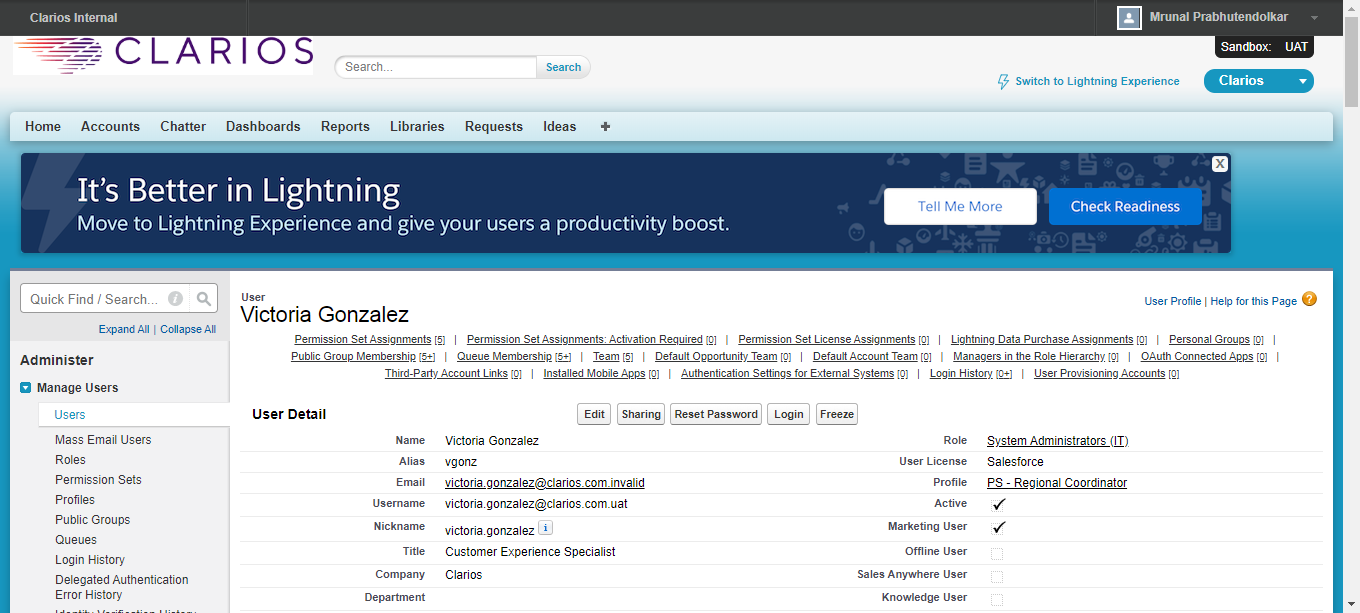 Clarios Internal
Mrunal Prabhutendolkar
CLARIOS
Search...
Search
Sandbox: UAT
Switch to Lightning Experience
Clarios
Home Accounts Chatter Dashboards Reports Libraries Requests Ideas +
It's Better in Lightning
Move to Lightning Experience and give your users a productivity boost.
Tell Me More
Check Readiness
X
Quick Find / Search... i
Expand All | Collapse All
Administer
Manage Users
Users
Mass Email Users
Roles
Permission Sets
Profiles
Public Groups
Queues
Login History
Delegated Authentication
Error History
Identity Verification History
User
Victoria Gonzalez
User Profile | Help for this Page ?
Permission Set Assignments [5] | Permission Set Assignments: Activation Required [0] | Permission Set License Assignments [0] | Lightning Data Purchase Assignments [0] | Personal Groups [0] |
Public Group Membership [5+] | Queue Membership [5+] | Team [5] | Default Opportunity Team [0] | Default Account Team [0] | Managers in the Role Hierarchy [0] | OAuth Connected Apps [0] |
Third-Party Account Links [0] | Installed Mobile Apps [0] | Authentication Settings for External Systems [0] | Login History [0+] | User Provisioning Accounts [0]
User Detail
Edit Sharing Reset Password Login Freeze
Name Victoria Gonzalez Role System Administrators (IT)
Alias vgonz User License Salesforce
Email victoria.gonzalez@clarios.com.invalid Profile PS - Regional Coordinator
Username victoria.gonzalez@clarios.com.uat Active
Nickname victoria.gonzalez i Marketing User
Title Customer Experience Specialist Offline User
Company Clarios Sales Anywhere User
Department Knowledge User